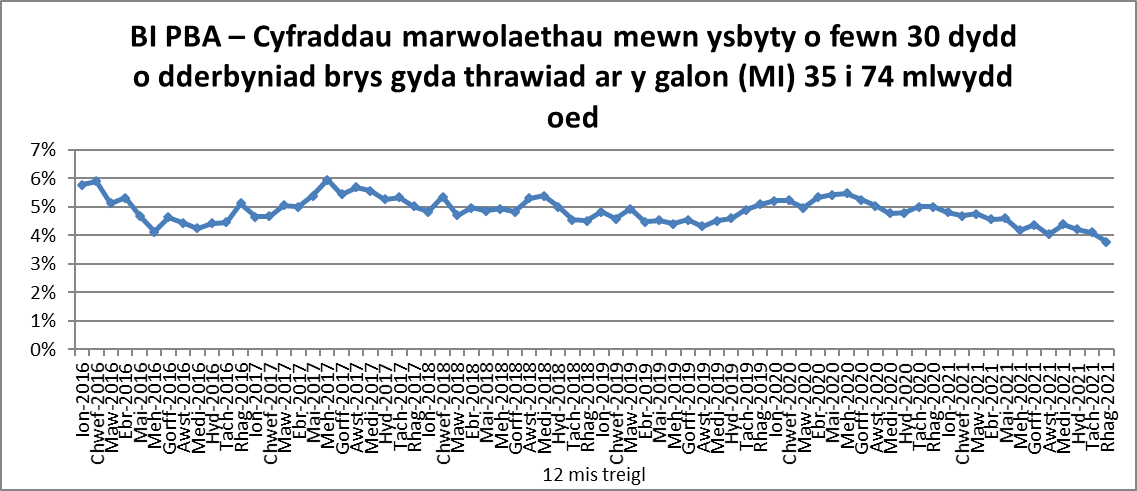 BI PBA – Cyfraddau marwolaethau mewn ysbyty o fewn 30 dydd
o dderbyniad brys gyda thrawiad ar y galon (MI) 35 i 74 mlwydd
oed
7%
6%
5%
4%
3%
2%
1%
0%
Ion-2016
Chwef-2016
Maw-2016
Ebr-2016
Mai-2016
Meh-2016
Gorff-2016
Awst-2016
Medi-2016
Hyd-2016
Tach-2016
Rhag-2016
Ion-2017
Chwef-2017
Maw-2017
Ebr-2017
Mai-2017
Meh-2017
Gorff-2017
Awst-2017
Medi-2017
Hyd-2017
Tach-2017
Rhag-2017
Ion-2018
Chwef-2018
Maw-2018
Ebr-2018
Mai-2018
Meh-2018
Gorff-2018
Awst-2018
Medi-2018
Hyd-2018
Tach-2018
Rhag-2018
Ion-2019
Chwef-2019
Maw-2019
Ebr-2019
Mai-2019
Meh-2019
Gorff-2019
Awst-2019
Medi-2019
Hyd-2019
Tach-2019
Rhag-2019
Ion-2020
Chwef-2020
Maw-2020
Ebr-2020
Mai-2020
Meh-2020
Gorff-2020
Awst-2020
Medi-2020
Hyd-2020
Tach-2020
Rhag-2020
Ion-2021
Chwef-2021
Maw-2021
Ebr-2021
Mai-2021
Meh-2021
Gorff-2021
Awst-2021
Medi-2021
Hyd-2021
Tach-2021
Rhag-2021
12 mis treigl